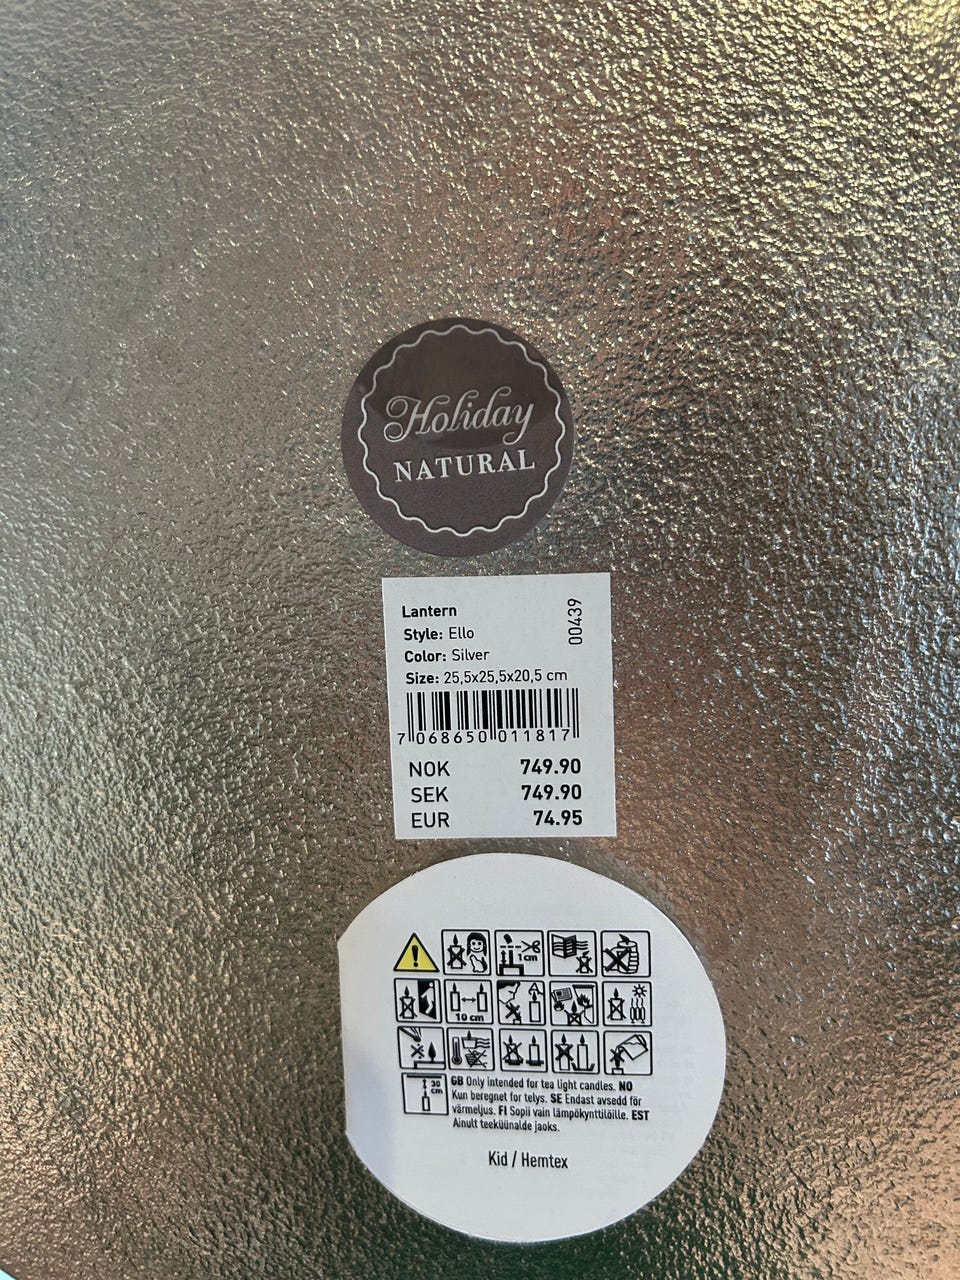 Holiday
NATURAL
Lantern
00439
Style: Ello
Color: Silver
Size: 25,5x25,5x20,5 cm
7 068650 011817
NOK 749.90
SEK 749.90
EUR 74.95
1 cm
10 cm
30 cm
GB Only intended for tea light candles. NO
Kun beregnet for telys. SE Endast avsedd för
värmeljus. FI Sopii vain lämpökynttilöille. EST
Ainult teeküünalde jaoks.
Kid / Hemtex